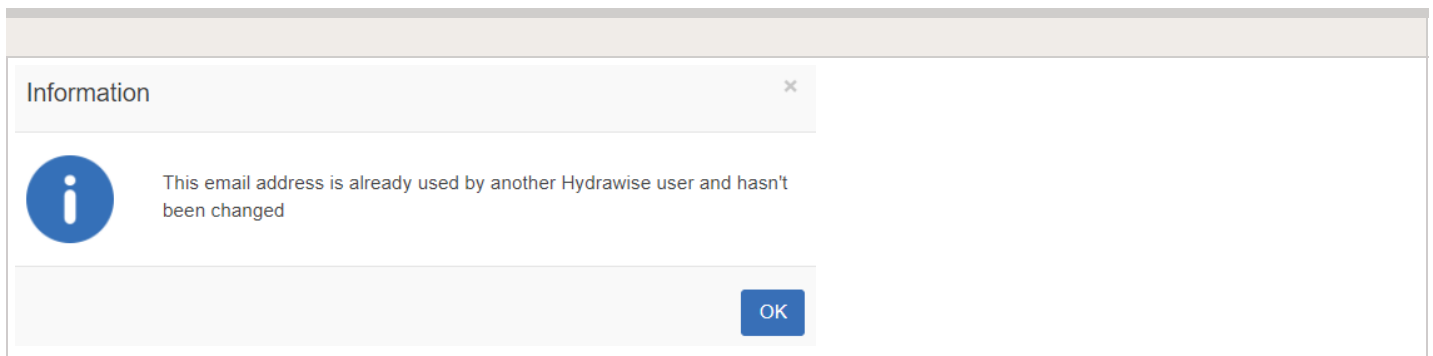 Information
×
This email address is already used by another Hydrawise user and hasn't
been changed
OK